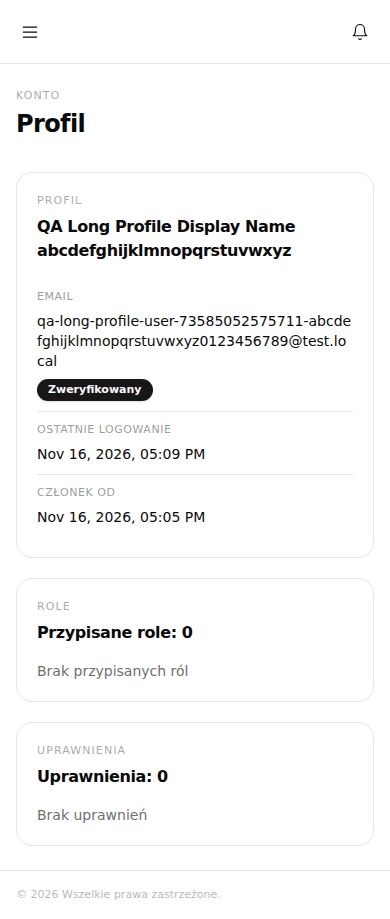 KONTO
Profil
PROFIL
QA Long Profile Display Name
abcdefghijklmnopqrstuvwxyz
EMAIL
qa-long-profile-user-73585052575711-abcde
fghijklmnopqrstuvwxyz0123456789@test.lo
cal
Zweryfikowany
OSTATNIE LOGOWANIE
Nov 16, 2026, 05:09 PM
CZŁONEK OD
Nov 16, 2026, 05:05 PM
ROLE
Przypisane role: 0
Brak przypisanych ról
UPRAWNIENIA
Uprawnienia: 0
Brak uprawnień
© 2026 Wszelkie prawa zastrzeżone.